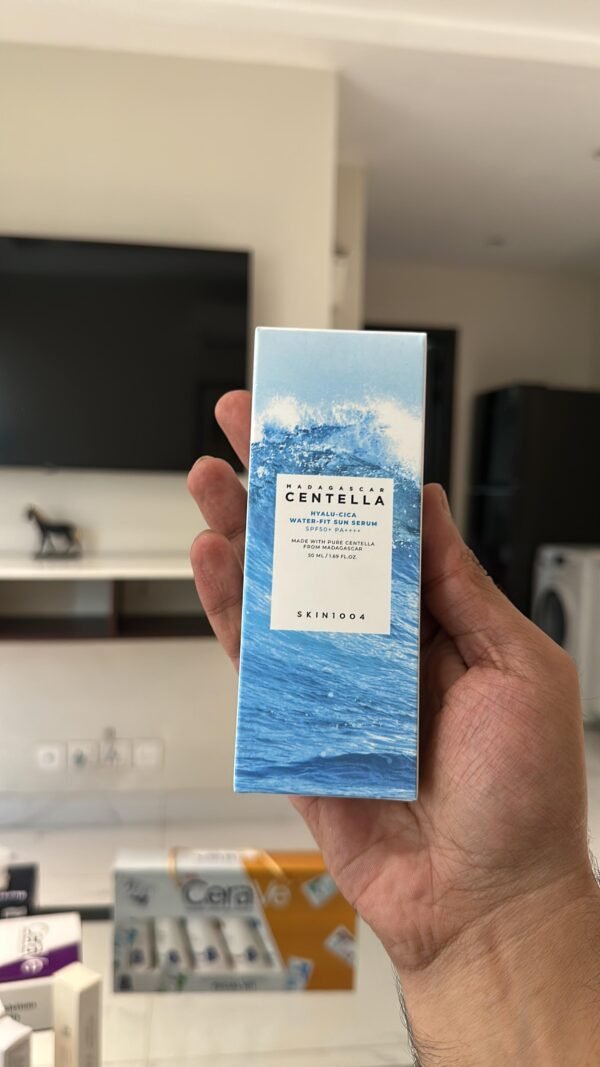 MADAGASCAR
CENTELLA
HYALU-CICA
WATER-FIT SUN SERUM
SPF50+ PA++++
MADE WITH PURE CENTELLA
FROM MADAGASCAR
50 ML / 1.69 FL.OZ.
SKIN1004
CeraVe
CeraVe